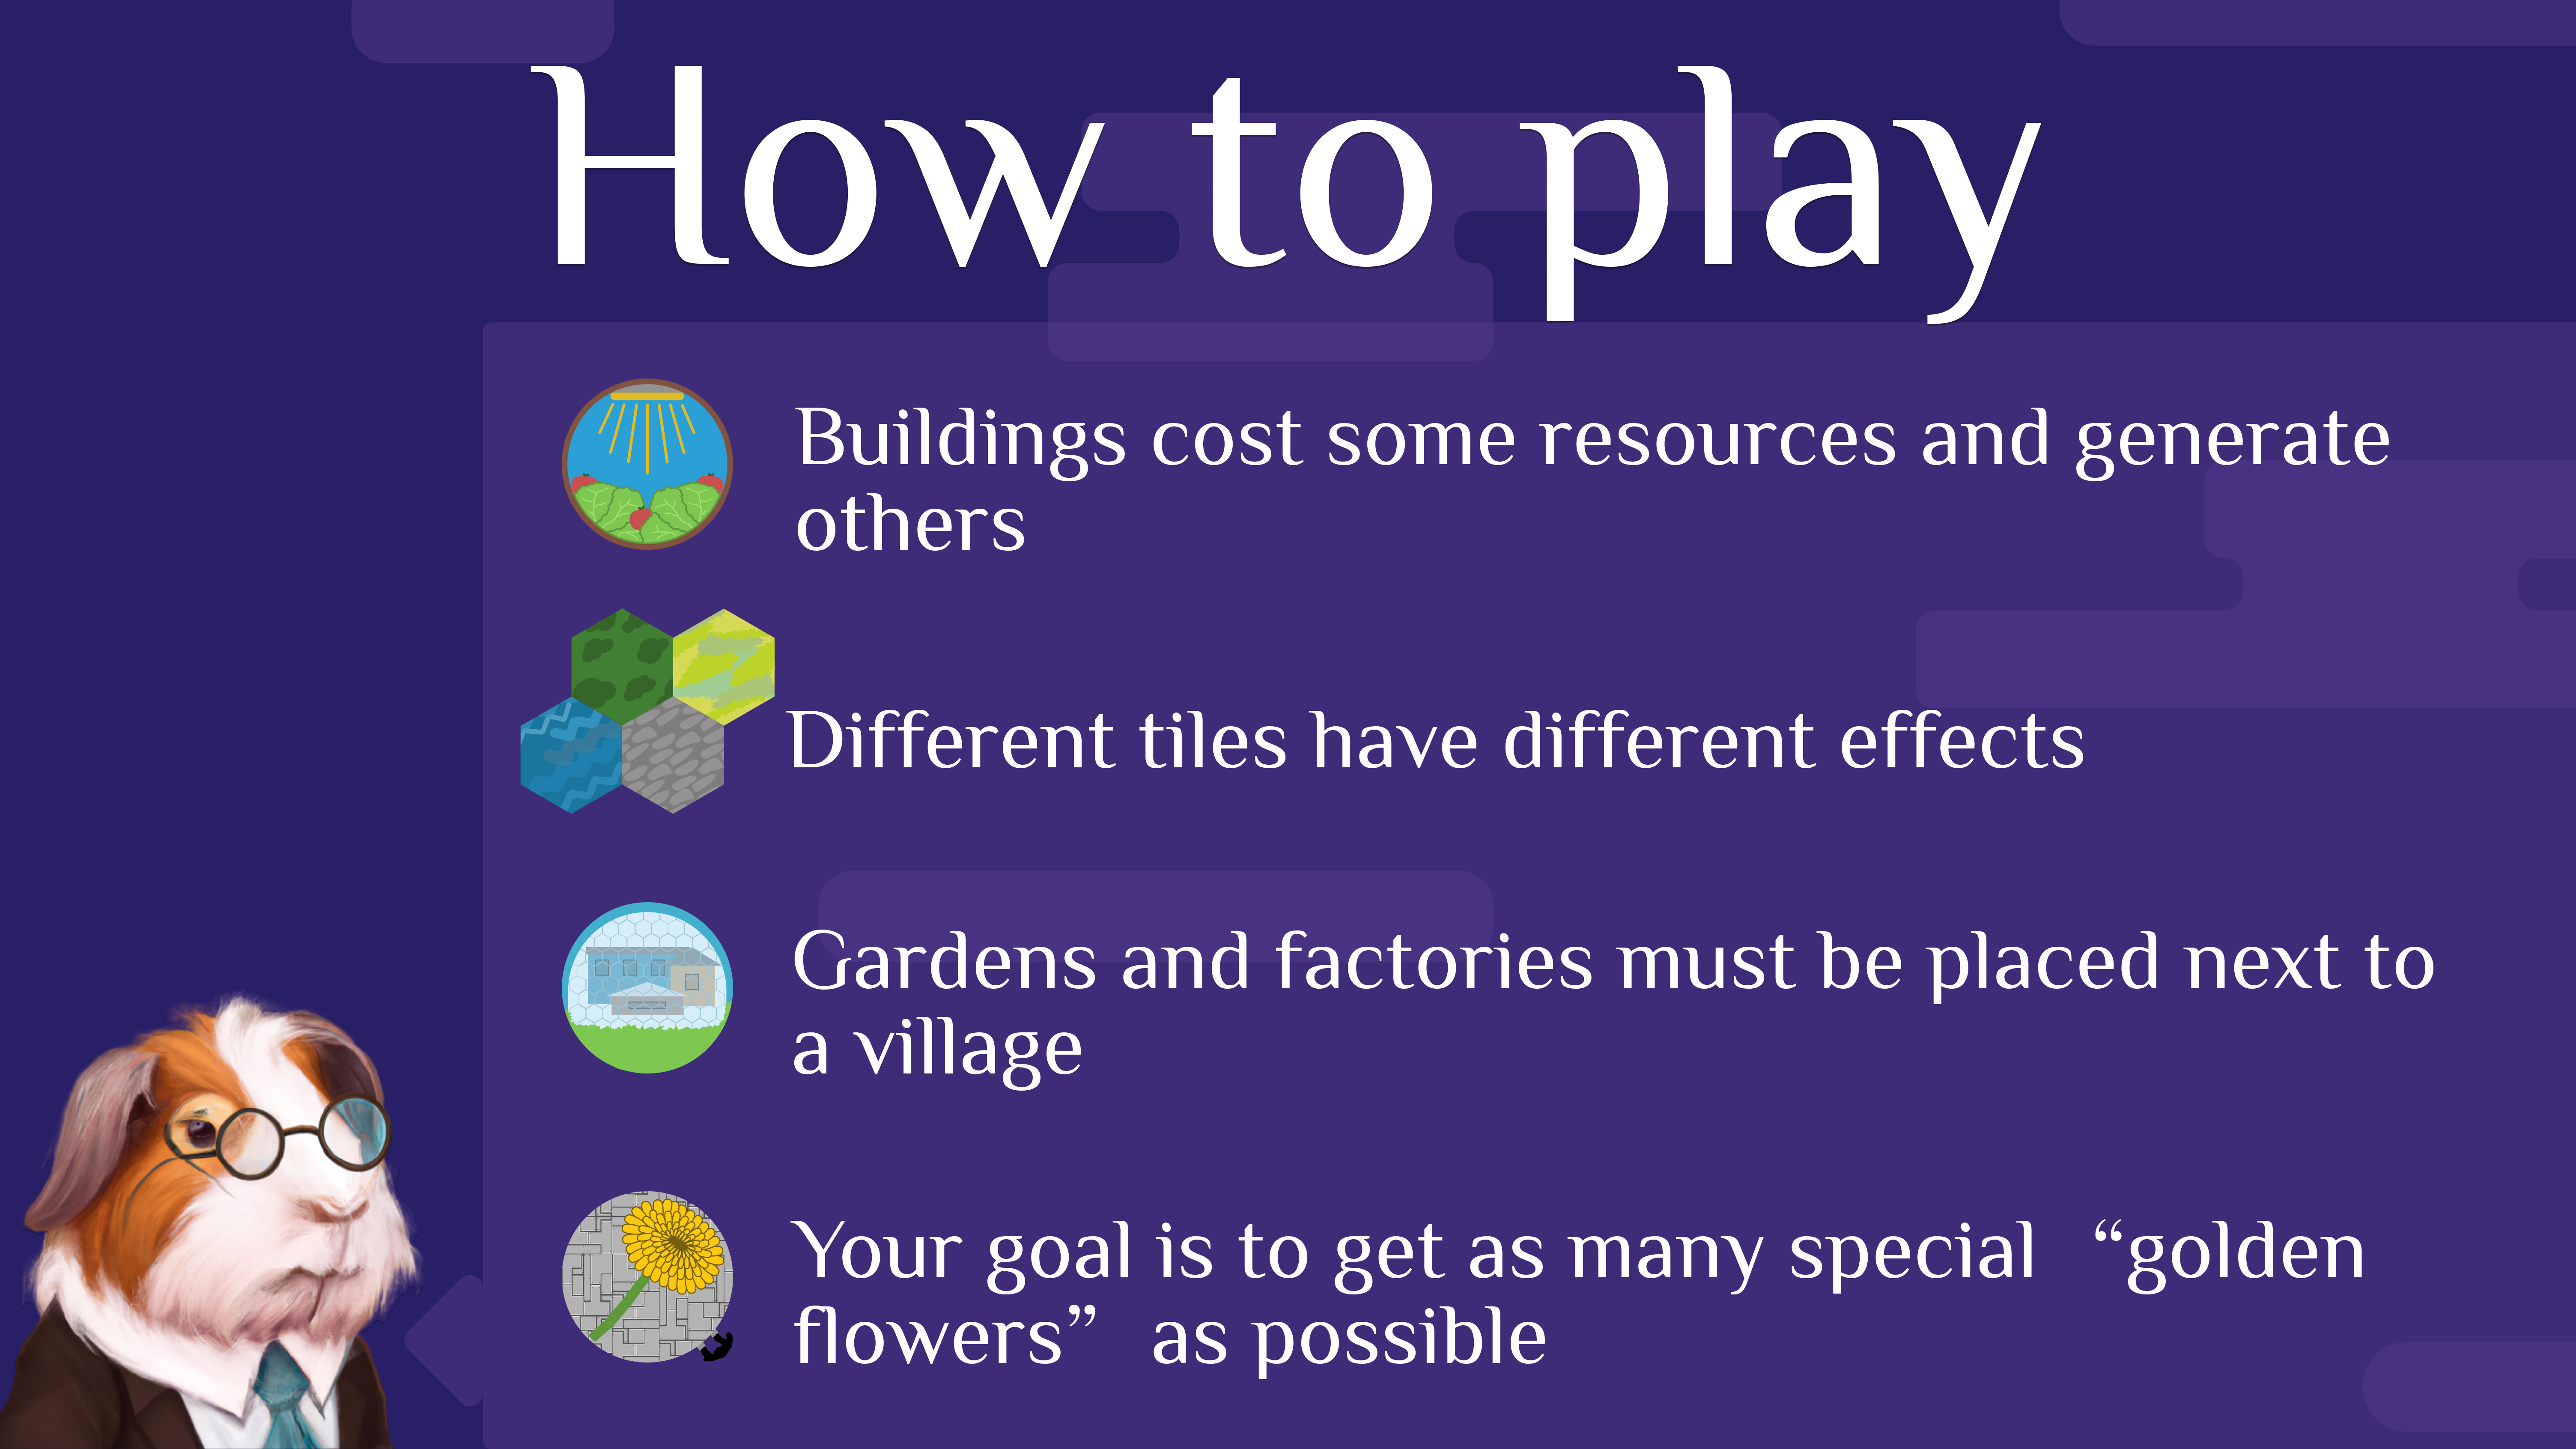 How to play
Buildings cost some resources and generate
others
Different tiles have different effects
Gardens and factories must be placed next to
a village
Your goal is to get as many special “golden
flowers” as possible